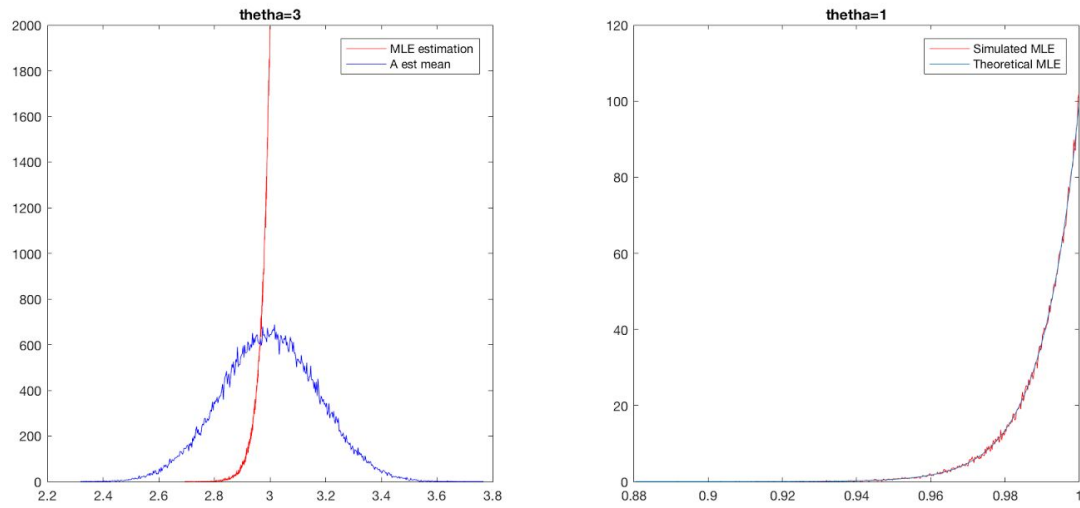 thetha=3
2000
1800
1600
1400
1200
1000
800
600
400
200
0
2.2 2.4 2.6 2.8 3 3.2 3.4 3.6 3.8
MLE estimation
A est mean
thetha=1
120
100
80
60
40
20
0
0.88 0.9 0.92 0.94 0.96 0.98 1
Simulated MLE
Theoretical MLE